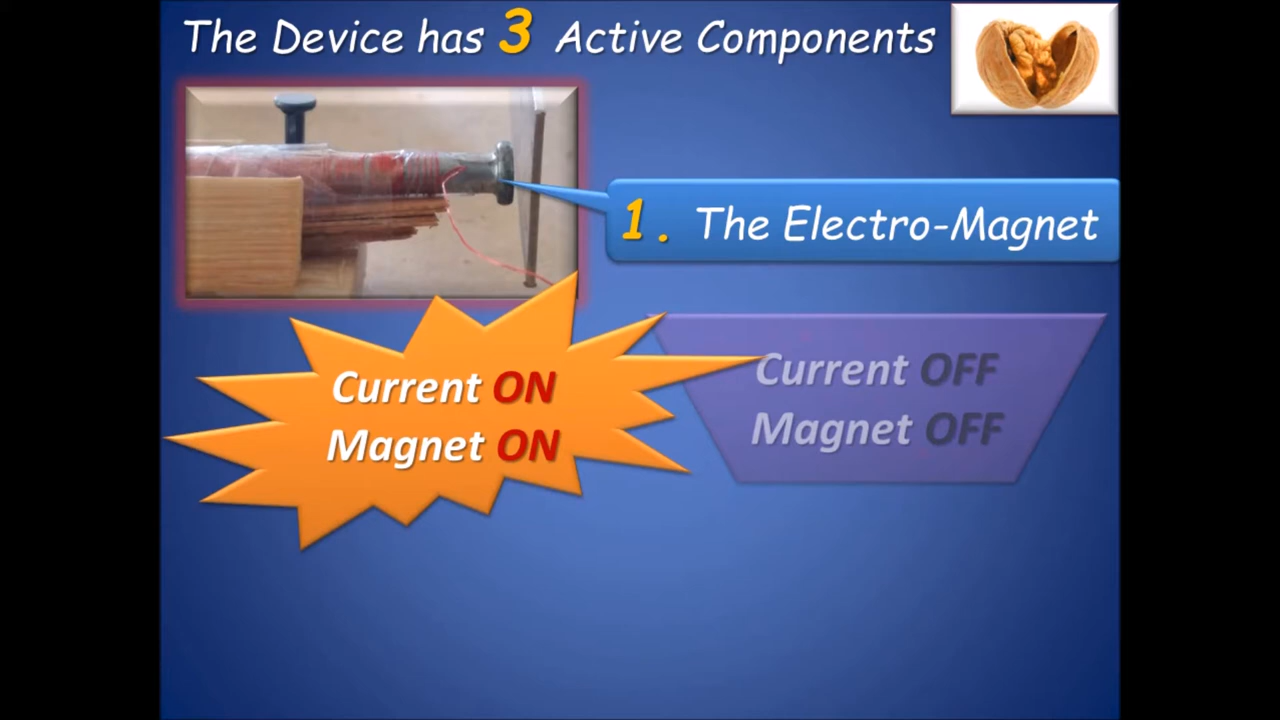 The Device has 3 Active Components
1. The Electro-Magnet
Current ON
Magnet ON
Current OFF
Magnet OFF